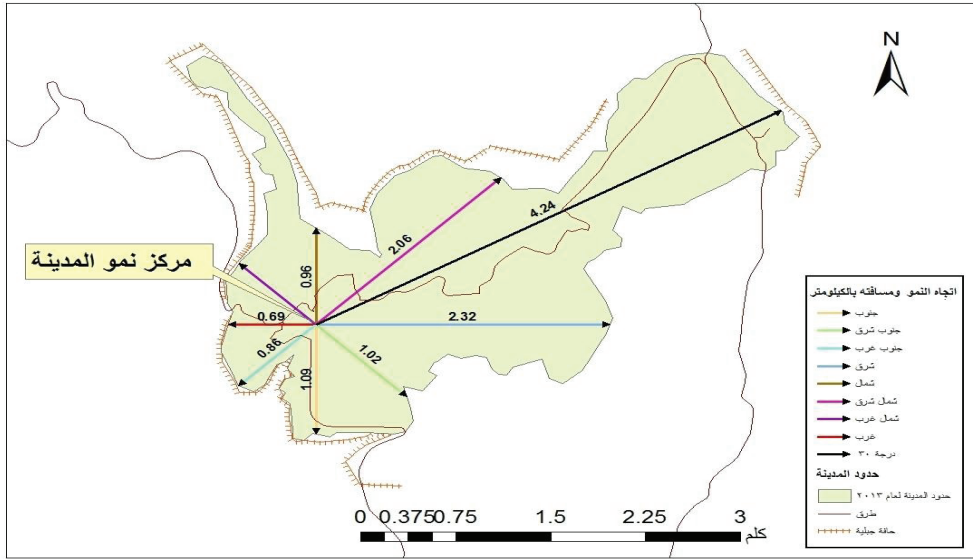 N
4.24
2.06
0.96
مركز نمو المدينة
0.69
2.32
0.86
1.02
1.09
اتجاه النمو ومسافته بالكيلومتر
جنوب
جنوب شرق
جنوب غرب
شرق
شمال
شمال شرق
شمال غرب
غرب
٣٠ درجة
حدود المدينة
حدود المدينة لعام ٢٠١٣
طرق
حافة جبلية
0 0.375 0.75 1.5 2.25 3
كلم